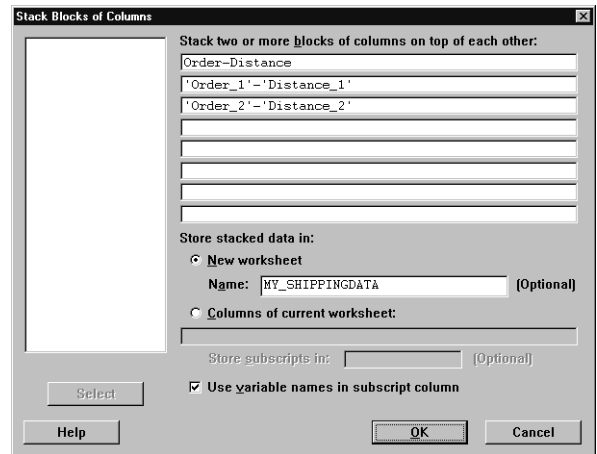 Stack Blocks of Columns
Stack two or more blocks of columns on top of each other:
Order-Distance
'Order_1'-'Distance_1'
'Order_2'-'Distance_2'
Store stacked data in:
New worksheet
Name: MY_SHIPPINGDATA (Optional)
Columns of current worksheet:
Store subscripts in: (Optional)
Select
Use variable names in subscript column
Help OK Cancel